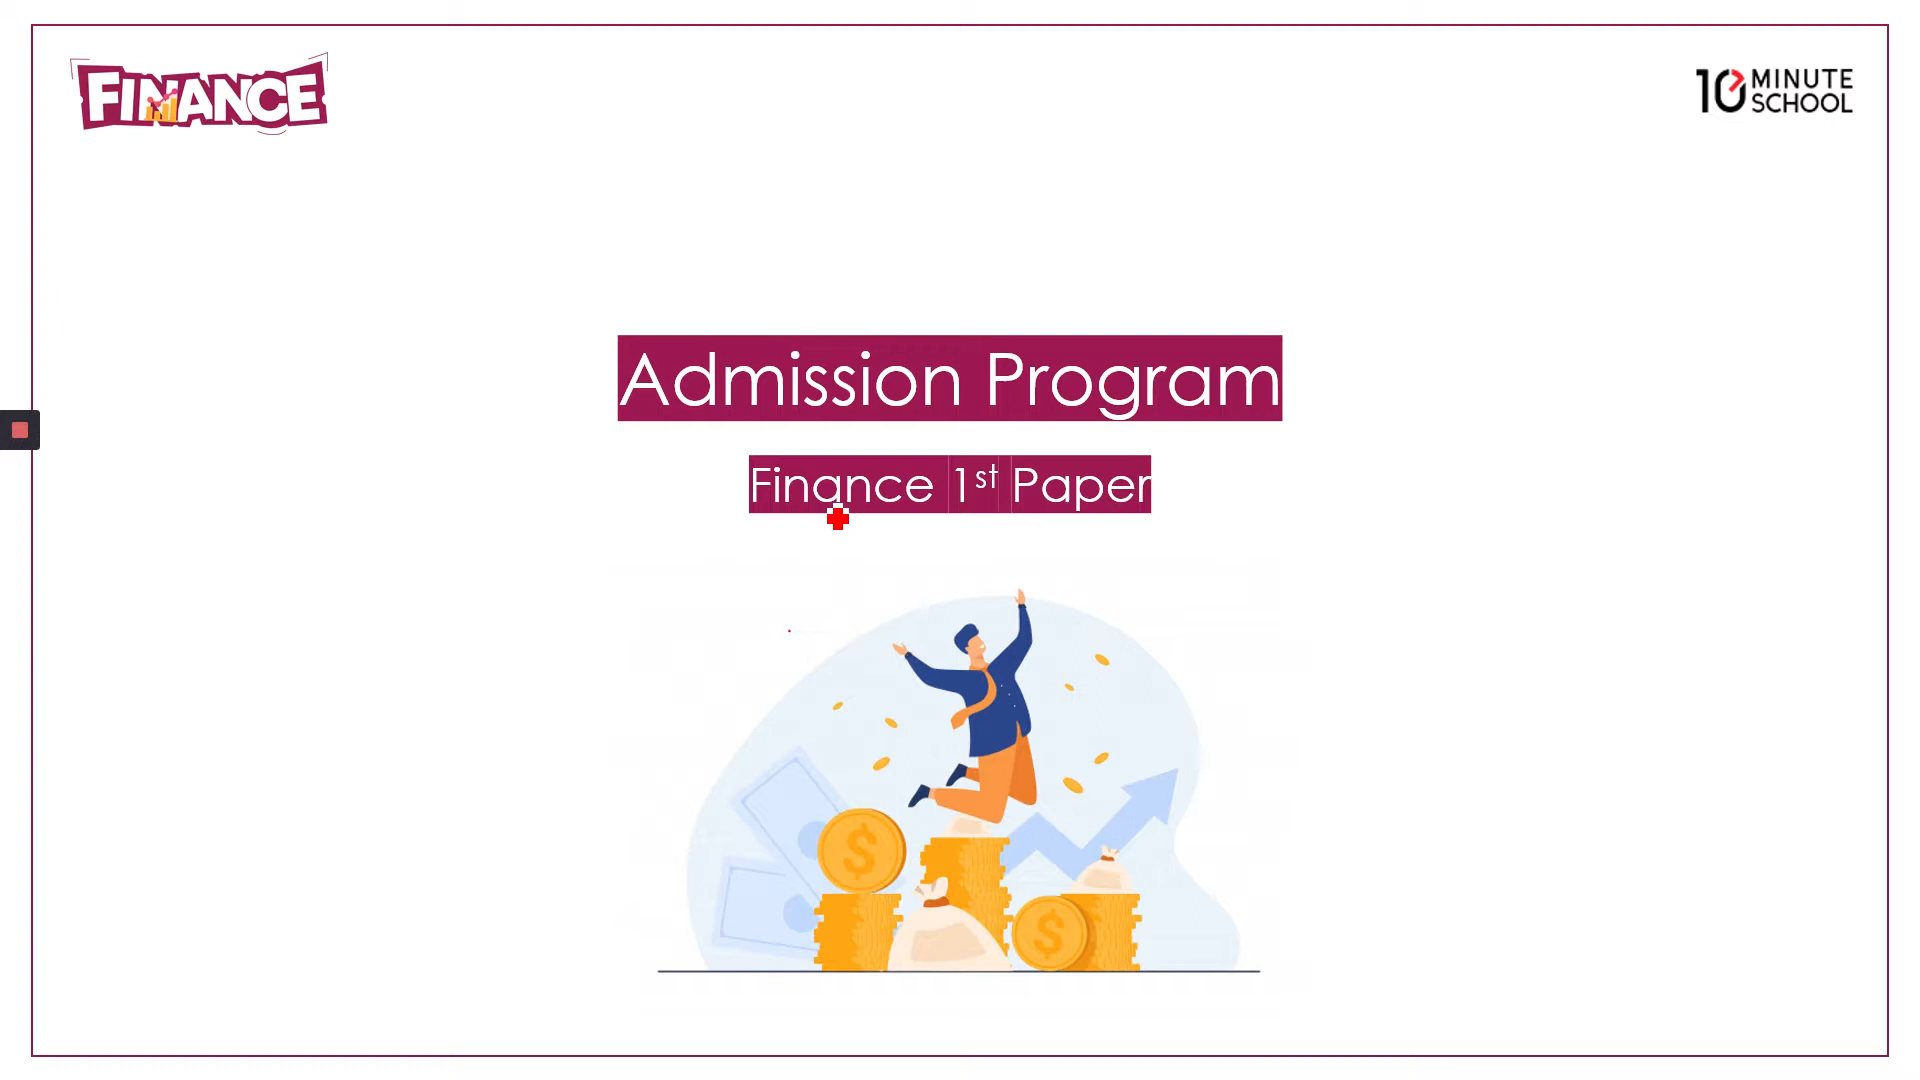 FINANCE
10 MINUTE SCHOOL
Admission Program
Finance 1st Paper
$
$